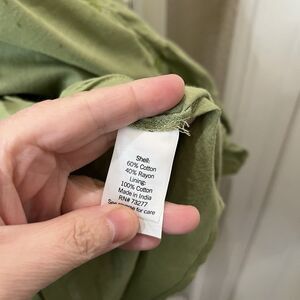 Shell:
60% Cotton
40% Rayon
Lining:
100% Cotton
Made in India
RN# 73277
See reverse for care